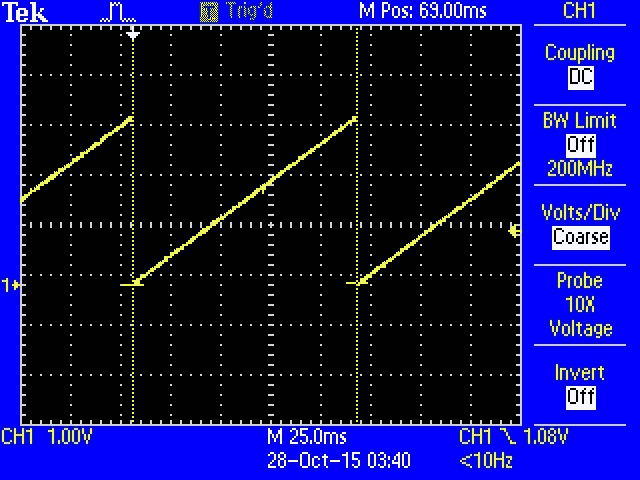 Tek Trig'd M Pos: 69.00ms CH1
Coupling
DC
BW Limit
Off
200MHz
Volts/Div
Coarse
Probe
10X
Voltage
Invert
Off
1
CH1 1.00V M 25.0ms CH1 1.08V
28-Oct-15 03:40 <10Hz